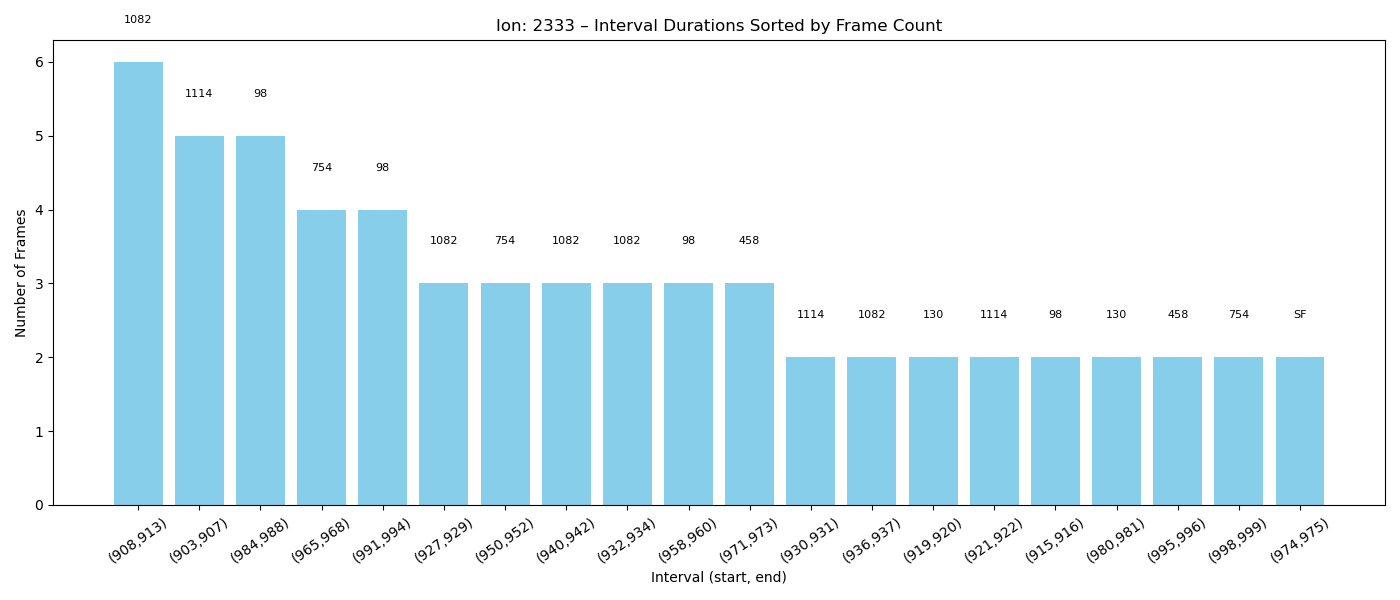 1082
Ion: 2333 – Interval Durations Sorted by Frame Count
6
1114 98
5
754 98
4
1082 754 1082 1082 98 458
3
1114 1082 130 1114 98 130 458 754 SF
2
1
0
Number of Frames
(908,913) (903,907) (984,988) (965,968) (991,994) (927,929) (950,952) (940,942) (932,934) (958,960) (971,973) (930,931) (936,937) (919,920) (921,922) (915,916) (980,981) (995,996) (998,999) (974,975)
Interval (start, end)